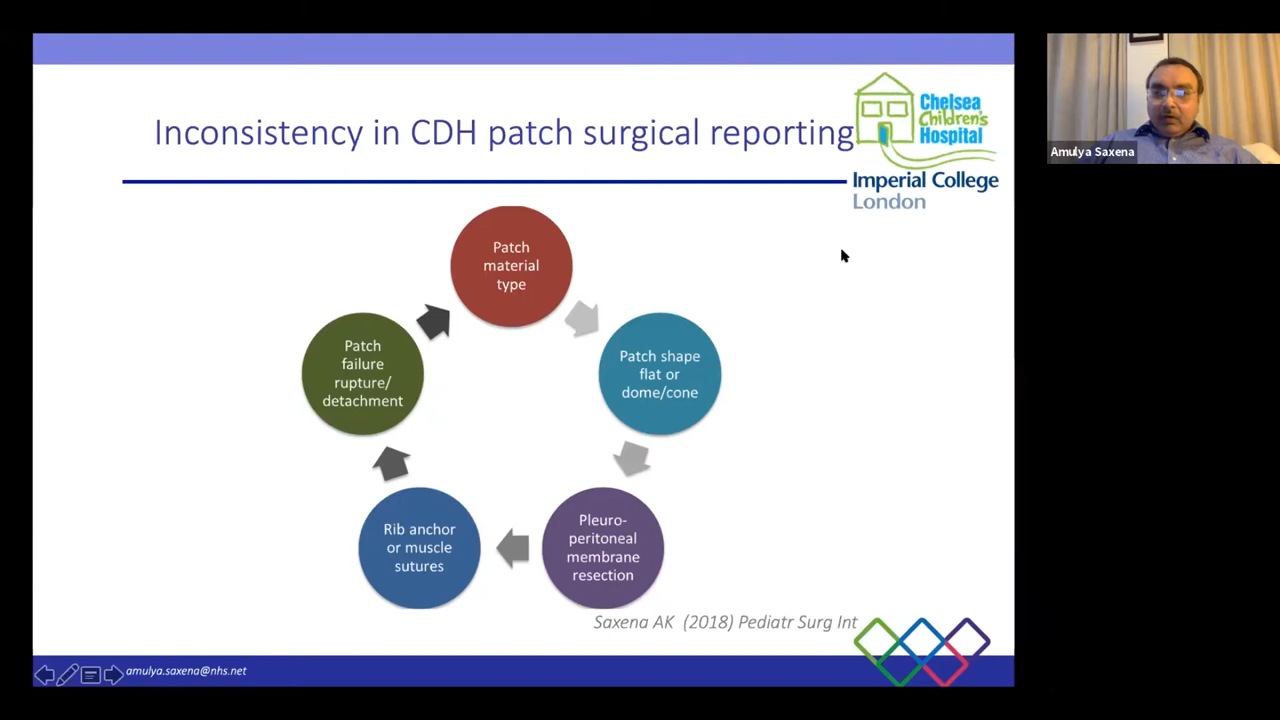 Inconsistency in CDH patch surgical reporting
Chelsea
Children's
Hospital
Imperial College
London
Patch
material
type
Patch shape
flat or
dome/cone
Pleuro-
peritoneal
membrane
resection
Rib anchor
or muscle
sutures
Patch
failure
rupture/
detachment
Saxena AK (2018) Pediatr Surg Int
amulya.saxena@nhs.net
Amulya Saxena